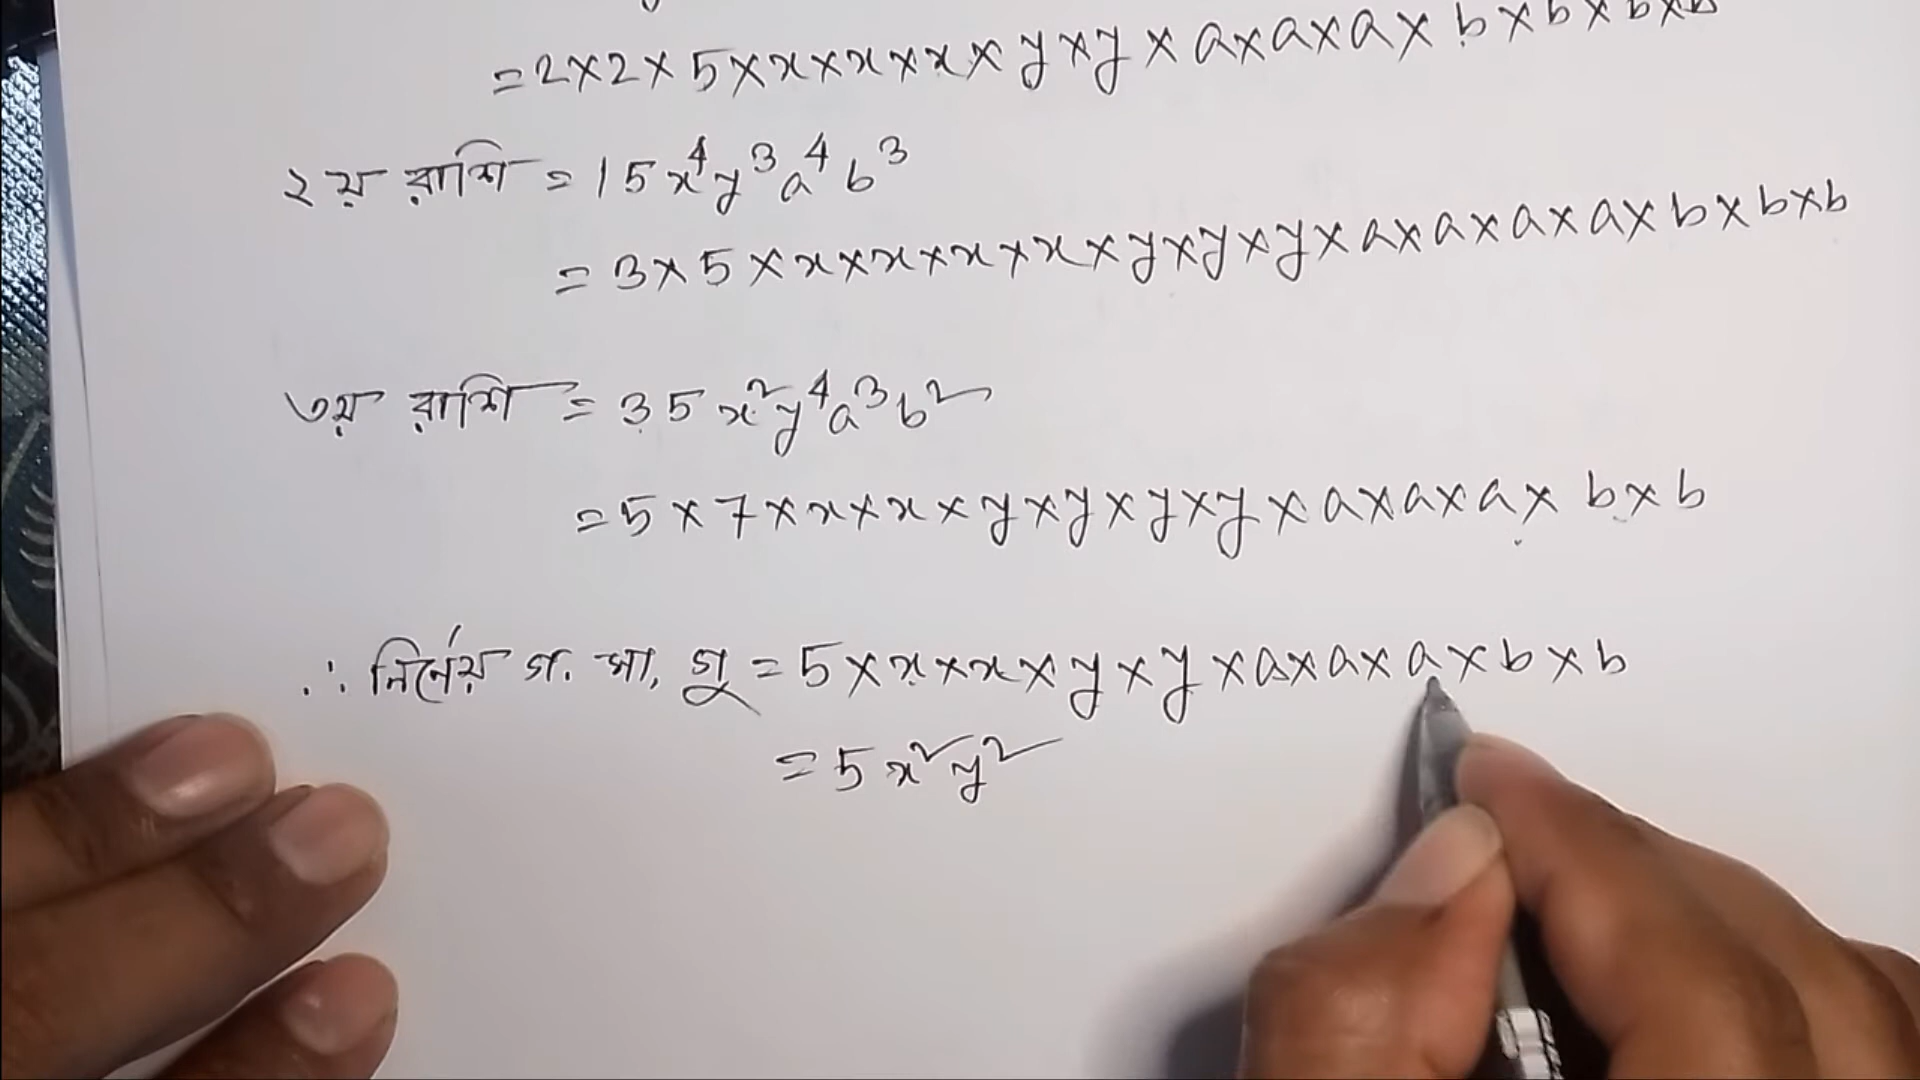 =2×2×5×x×x×x×y×y×a×a×a×b×b×b×b
২য় রাশি = 15x⁴y³a⁴b³
= 3×5×x×x×x×x×y×y×y×a×a×a×a×b×b×b
৩য় রাশি = 35x²y⁴a³b²
=5×7×x×x×y×y×y×y×a×a×a×b×b
∴ নির্ণেয় গ. সা. গু = 5×x×x×y×y×a×a×a×b×b
= 5x²y²